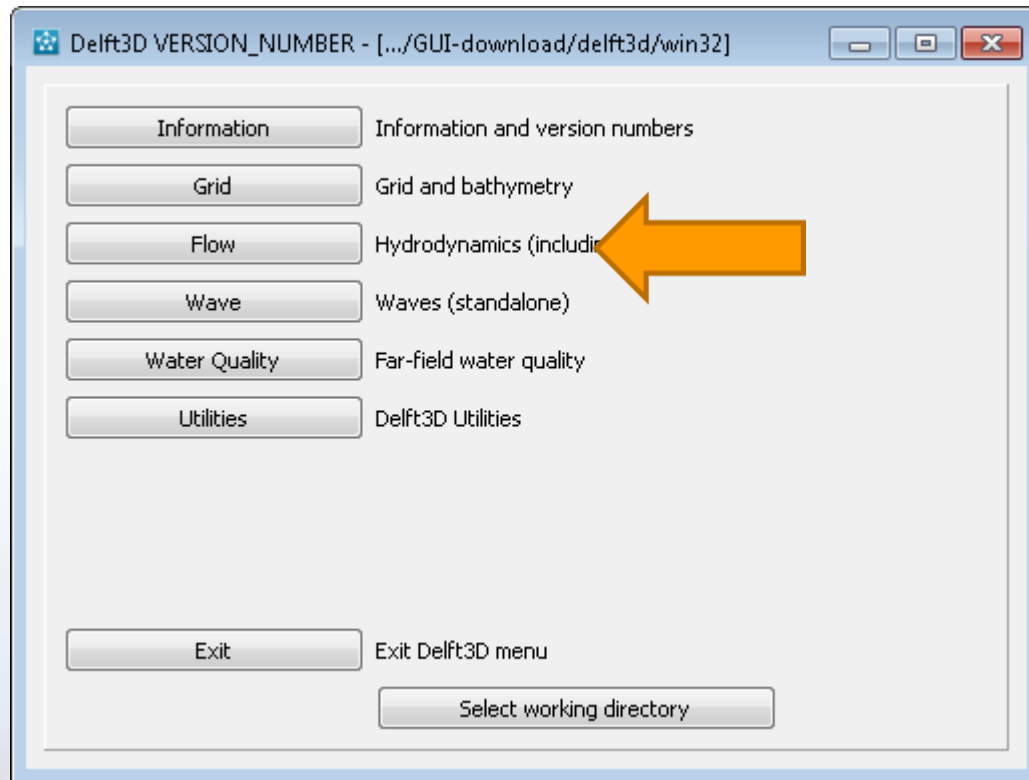 Delft3D VERSION_NUMBER - [.../GUI-download/delft3d/win32]
Information Information and version numbers
Grid Grid and bathymetry
Flow Hydrodynamics
Wave Waves (standalone)
Water Quality Far-field water quality
Utilities Delft3D Utilities
Exit Exit Delft3D menu
Select working directory